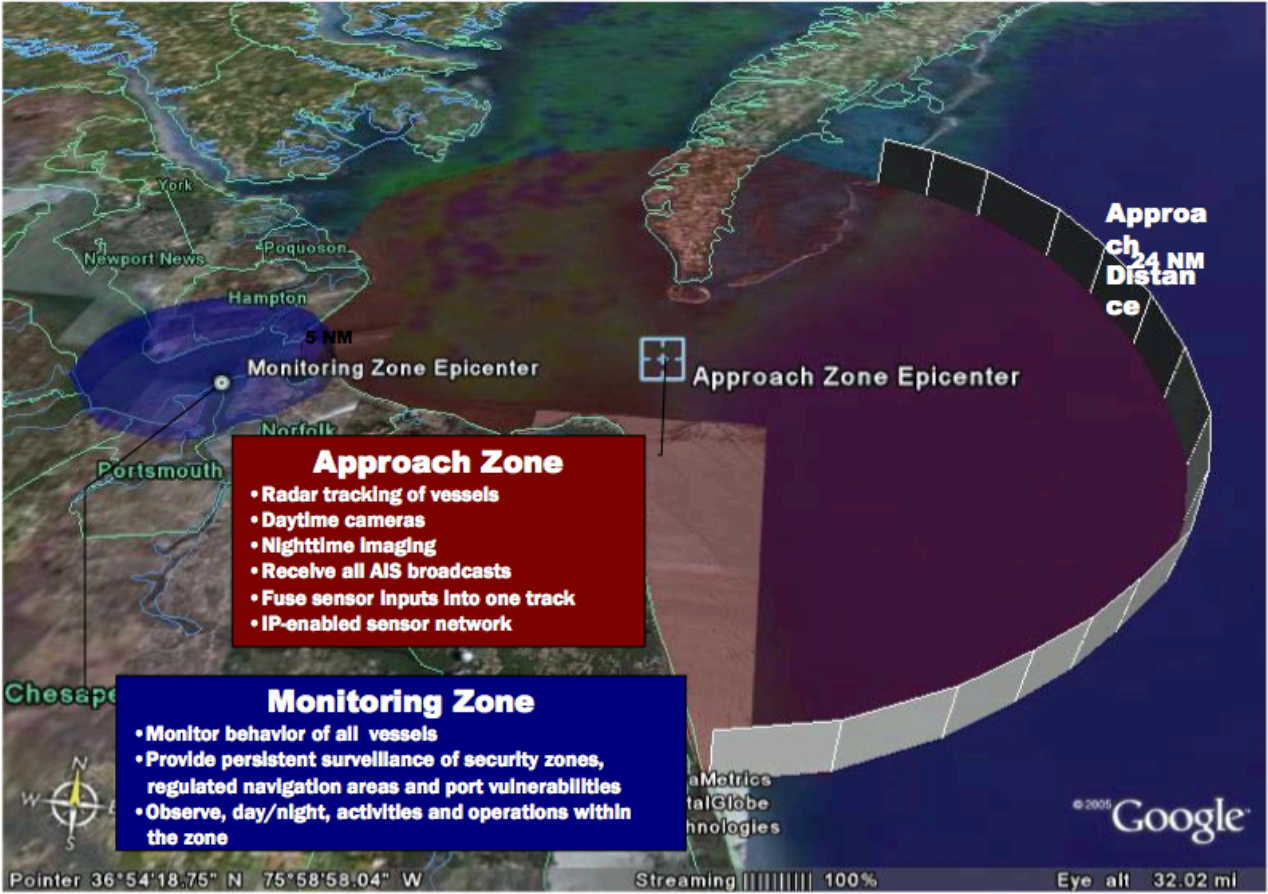 York
Poquoson
Newport News
Hampton
Approa
ch
24 NM
Distan
ce
5 NM
Monitoring Zone Epicenter
Approach Zone Epicenter
Norfolk
Portsmouth
Approach Zone
•Radar tracking of vessels
•Daytime cameras
•Nighttime imaging
•Receive all AIS broadcasts
•Fuse sensor inputs into one track
•IP-enabled sensor network
Chesape
Monitoring Zone
•Monitor behavior of all vessels
•Provide persistent surveillance of security zones,
regulated navigation areas and port vulnerabilities
•Observe, day/night, activities and operations within
the zone
N
W
E
S
aMetrics
talGlobe
hnologies
©2005 Google
Pointer 36°54'18.75" N 75°58'58.04" W
Streaming |||||||||| 100%
Eye alt 32.02 mi